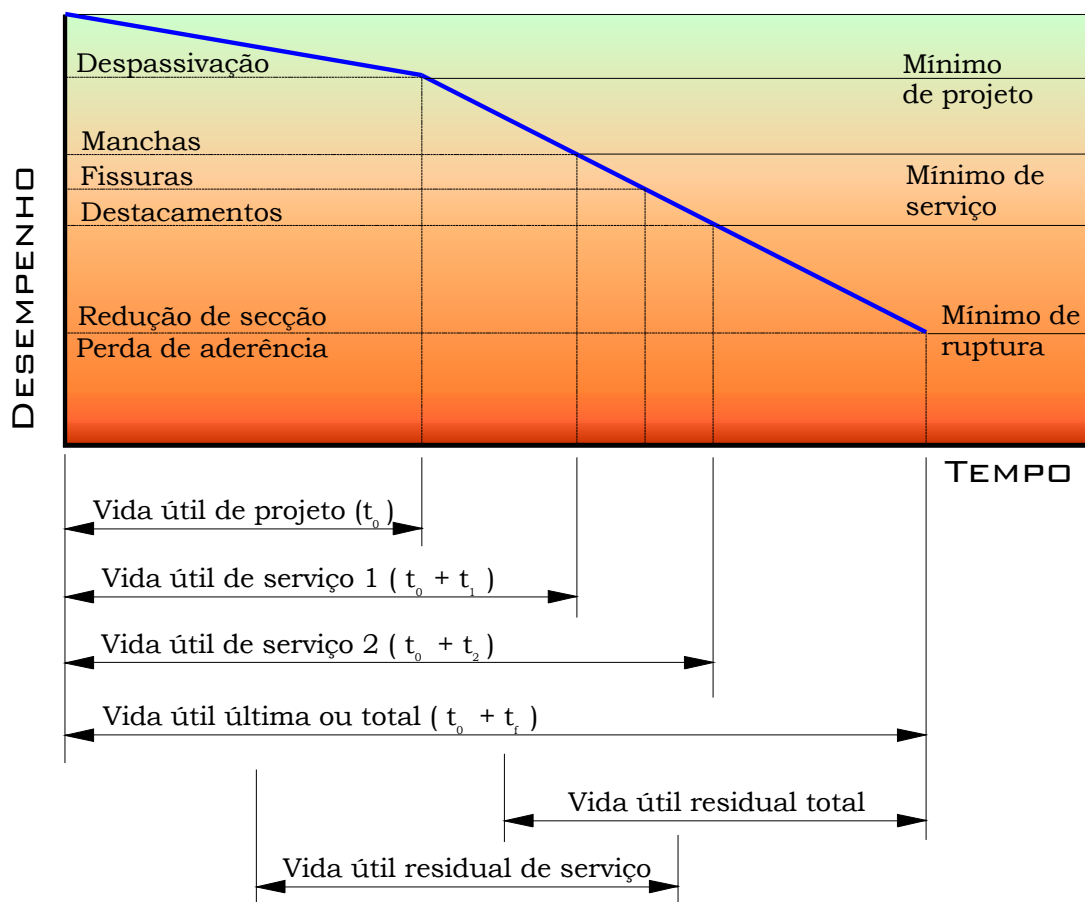 Despassivação
Mínimo
de projeto
Manchas
Fissuras
Mínimo de
serviço
Destacamentos
Redução de secção
Perda de aderência
Mínimo de
ruptura
DESEMPENHO
TEMPO
Vida útil de projeto (t₀ )
Vida útil de serviço 1 ( t₀ + t₁ )
Vida útil de serviço 2 ( t₀ + t₂ )
Vida útil última ou total ( t₀ + t_f )
Vida útil residual total
Vida útil residual de serviço